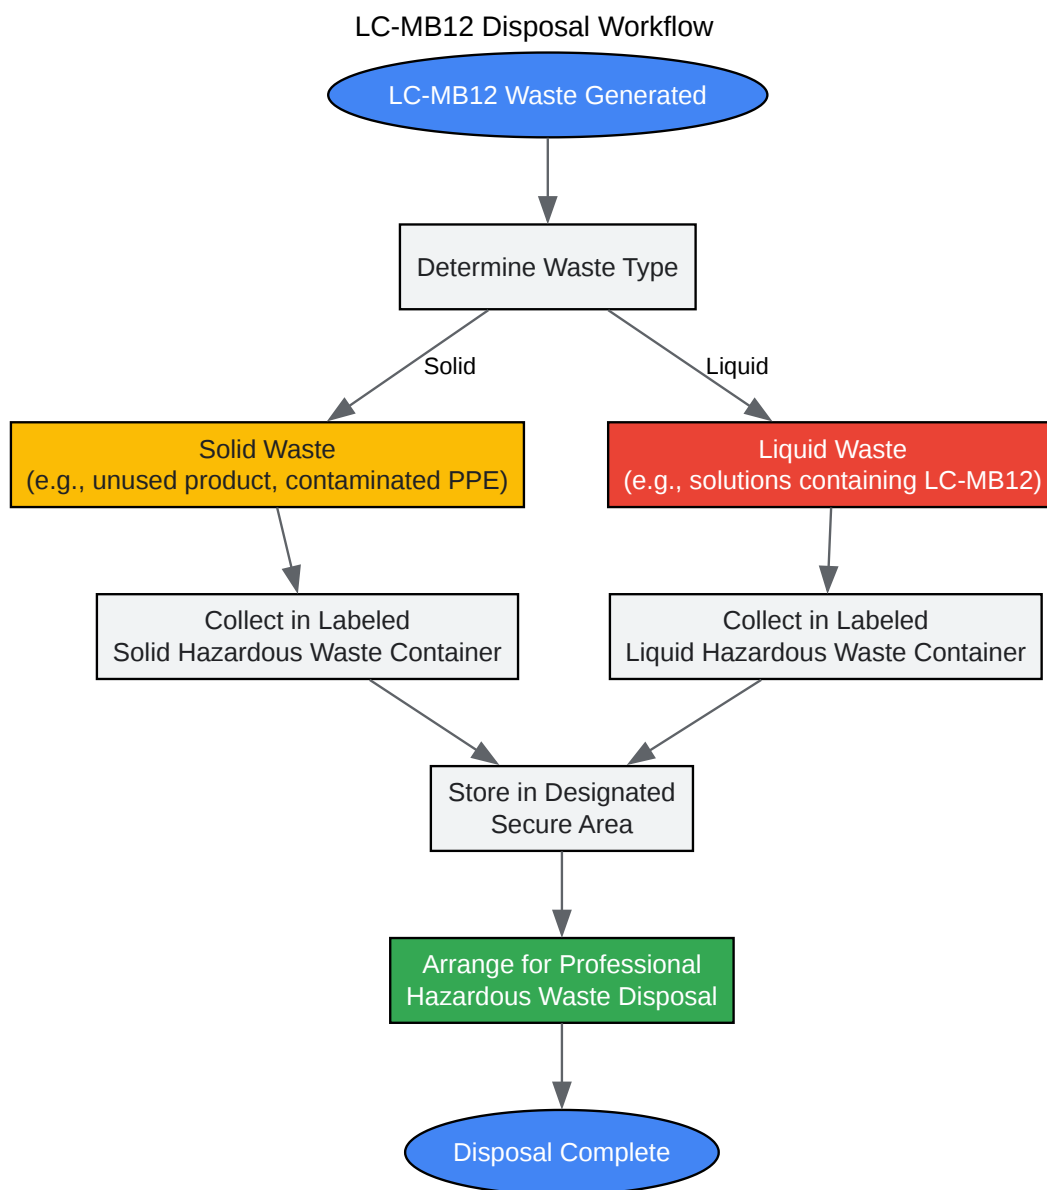 LC-MB12 Disposal Workflow
LC-MB12 Waste Generated
Determine Waste Type
Solid
Liquid
Solid Waste
(e.g., unused product, contaminated PPE)
Liquid Waste
(e.g., solutions containing LC-MB12)
Collect in Labeled
Solid Hazardous Waste Container
Collect in Labeled
Liquid Hazardous Waste Container
Store in Designated
Secure Area
Arrange for Professional
Hazardous Waste Disposal
Disposal Complete